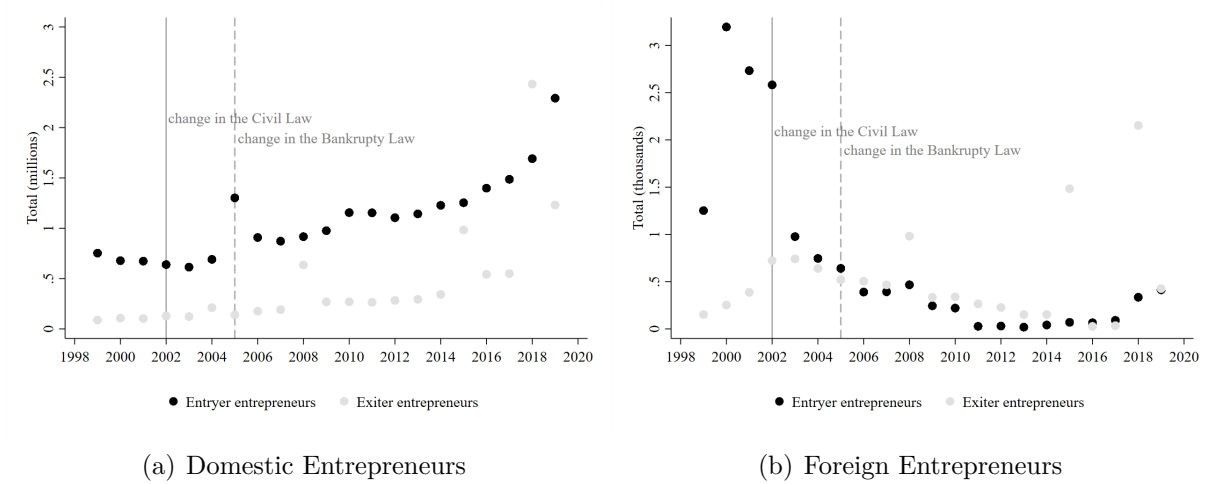 3
2.5
2
1.5
1
.5
0
Total (millions)
change in the Civil Law
change in the Bankrupty Law
1998 2000 2002 2004 2006 2008 2010 2012 2014 2016 2018 2020
Entryer entrepreneurs Exiter entrepreneurs
(a) Domestic Entrepreneurs
3
2.5
2
1.5
1
.5
0
Total (thousands)
change in the Civil Law
change in the Bankrupty Law
1998 2000 2002 2004 2006 2008 2010 2012 2014 2016 2018 2020
Entryer entrepreneurs Exiter entrepreneurs
(b) Foreign Entrepreneurs